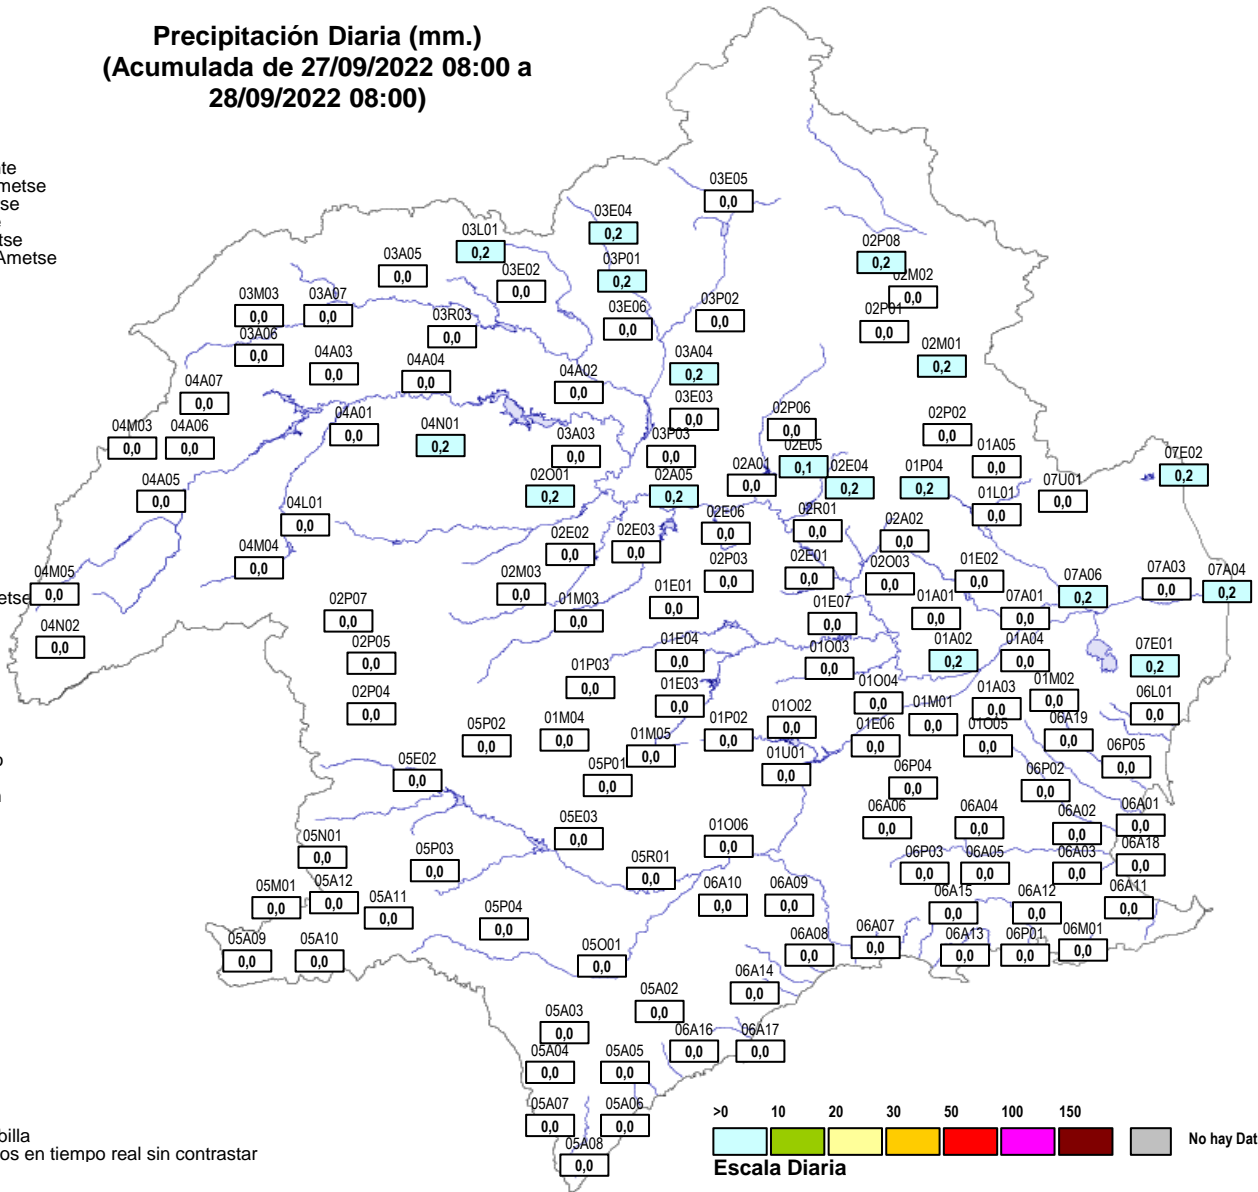 Precipitación Diaria (mm.)
(Acumulada de 27/09/2022 08:00 a
28/09/2022 08:00)
03E05
0,0
03E04
0,2
03L01
0,2
02P08
0,2
03A05
0,0
03P01
0,2
03E02
0,0
02M02
0,0
03M03
0,0
03A07
0,0
03P02
0,0
03E06
0,0
02P01
0,0
03R03
0,0
03A06
0,0
02M01
0,2
04A03
0,0
03A04
0,2
04A04
0,0
04A02
0,0
04A07
0,0
03E03
0,0
04A01
0,0
02P06
0,0
02P02
0,0
04M03
0,0
04A06
0,0
04N01
0,2
03A03
0,0
03P03
0,0
02E05
0,1
01A05
0,0
07E02
0,2
02A01
0,0
02E04
0,2
01P04
0,2
04A05
0,0
02O01
0,2
02A05
0,2
07U01
0,0
01L01
0,0
04L01
0,0
02E06
0,0
02R01
0,0
02A02
0,0
02E02
0,0
02E03
0,0
04M04
0,0
02P03
0,0
02E01
0,0
02O03
0,0
01E02
0,0
07A03
0,0
07A04
0,2
04M05
0,0
02M03
0,0
07A06
0,2
01E01
0,0
01M03
0,0
02P07
0,0
01E07
0,0
01A01
0,0
07A01
0,0
04N02
0,0
02P05
0,0
01E04
0,0
01O03
0,0
01A02
0,2
01A04
0,0
07E01
0,2
01P03
0,0
01E03
0,0
01O04
0,0
01A03
0,0
01M02
0,0
02P04
0,0
06L01
0,0
01O02
0,0
01M01
0,0
05P02
0,0
01M04
0,0
01P02
0,0
01E06
0,0
01O05
0,0
06A19
0,0
01M05
0,0
06P05
0,0
05E02
0,0
05P01
0,0
01U01
0,0
06P04
0,0
06P02
0,0
05E03
0,0
01O06
0,0
06A06
0,0
06A04
0,0
06A02
0,0
06A01
0,0
05N01
0,0
05P03
0,0
05R01
0,0
06P03
0,0
06A05
0,0
06A03
0,0
06A18
0,0
05M01
0,0
05A12
0,0
05A11
0,0
06A10
0,0
06A09
0,0
06A15
0,0
06A12
0,0
06A11
0,0
05P04
0,0
05A09
0,0
05A10
0,0
05O01
0,0
06A08
0,0
06A07
0,0
06A13
0,0
06P01
0,0
06M01
0,0
06A14
0,0
05A02
0,0
05A03
0,0
06A16
0,0
06A17
0,0
05A04
0,0
05A05
0,0
05A07
0,0
05A06
0,0
05A08
0,0
>0 10 20 30 50 100 150
No hay Dat
Escala Diaria
os en tiempo real sin contrastar